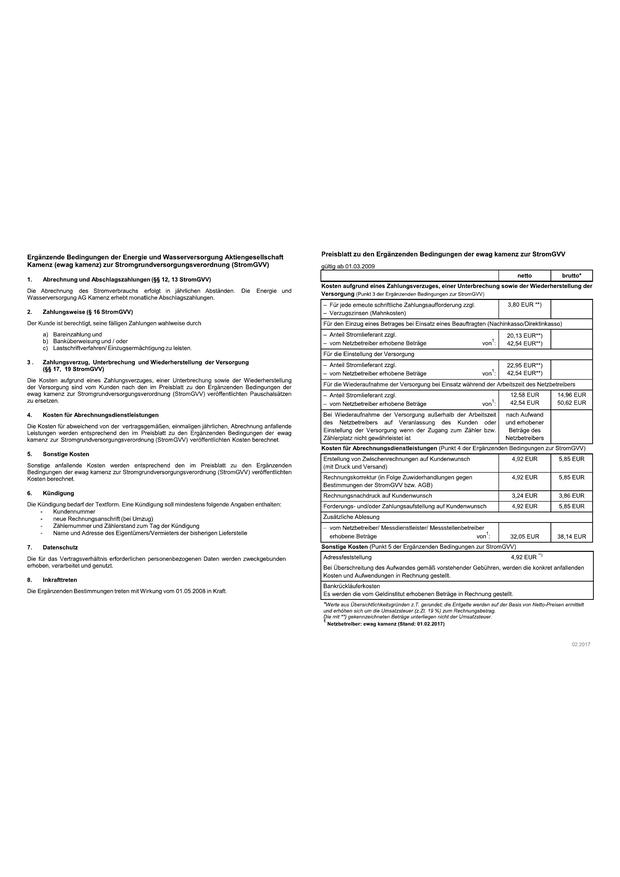 Ergänzende Bedingungen der Energie und Wasserversorgung Aktiengesellschaft
Kamenz (ewag kamenz) zur Stromgrundversorgungsverordnung (StromGVV)
1. Abrechnung und Abschlagszahlungen (§§ 12, 13 StromGVV)
Die Abrechnung des Stromverbrauchs erfolgt in jährlichen Abständen. Die Energie und
Wasserversorgung AG Kamenz erhebt monatliche Abschlagszahlungen.
2. Zahlungsweise (§ 16 StromGVV)
Der Kunde ist berechtigt, seine fälligen Zahlungen wahlweise durch
a) Bareinzahlung und
b) Banküberweisung und / oder
c) Lastschriftverfahren/ Einzugsermächtigung zu leisten.
3 . Zahlungsverzug, Unterbrechung und Wiederherstellung der Versorgung
(§§ 17, 19 StromGVV)
Die Kosten aufgrund eines Zahlungsverzugs, einer Unterbrechung sowie der Wiederherstellung
der Versorgung sind vom Kunden nach den im Preisblatt zu den Ergänzenden Bedingungen der
ewag kamenz zur Stromgrundversorgungsverordnung (StromGVV) veröffentlichten Pauschalsätzen
zu ersetzen.
4. Kosten für Abrechnungsdienstleistungen
Die Kosten für abweichend von der vertragsgemäßen, einmaligen jährlichen, Abrechnung anfallende
Leistungen werden entsprechend den im Preisblatt zu den Ergänzenden Bedingungen der ewag
kamenz zur Stromgrundversorgungsverordnung (StromGVV) veröffentlichten Kosten berechnet.
5. Sonstige Kosten
Sonstige anfallende Kosten werden entsprechend den im Preisblatt zu den Ergänzenden
Bedingungen der ewag kamenz zur Stromgrundversorgungsverordnung (StromGVV) veröffentlichten
Kosten berechnet.
6. Kündigung
Die Kündigung bedarf der Textform. Eine Kündigung soll mindestens folgende Angaben enthalten:
- Kundennummer
- neue Rechnungsanschrift (bei Umzug)
- Zählernummer und Zählerstand zum Tag der Kündigung
- Name und Adresse des Eigentümers/Vermieters der bisherigen Lieferstelle
7. Datenschutz
Die für das Vertragsverhältnis erforderlichen personenbezogenen Daten werden zweckgebunden
erhoben, verarbeitet und genutzt.
8. Inkrafttreten
Die Ergänzenden Bestimmungen treten mit Wirkung vom 01.05.2008 in Kraft.
Preisblatt zu den Ergänzenden Bedingungen der ewag kamenz zur StromGVV
gültig ab 01.03.2009
netto brutto*
Kosten aufgrund eines Zahlungsverzuges, einer Unterbrechung sowie der Wiederherstellung der
Versorgung (Punkt 3 der Ergänzenden Bedingungen zur StromGVV)
– Für jede erneute schriftliche Zahlungsaufforderung zzgl. 3,80 EUR **)
– Verzugszinsen (Mahnkosten)
Für den Einzug eines Betrages bei Einsatz eines Beauftragten (Nachinkasso/Direktinkasso)
– Anteil Stromlieferant zzgl. 20,13 EUR**)
– vom Netzbetreiber erhobene Beträge von¹: 42,54 EUR**)
Für die Einstellung der Versorgung
– Anteil Stromlieferant zzgl. 22,95 EUR**)
– vom Netzbetreiber erhobene Beträge von¹: 42,54 EUR**)
Für die Wiederaufnahme der Versorgung bei Einsatz während der Arbeitszeit des Netzbetreibers
– Anteil Stromlieferant zzgl. 12,58 EUR 14,96 EUR
– vom Netzbetreiber erhobene Beträge von¹: 42,54 EUR 50,62 EUR
Bei Wiederaufnahme der Versorgung außerhalb der Arbeitszeit nach Aufwand
des Netzbetreibers auf Veranlassung des Kunden oder und erhobener
Einstellung der Versorgung wenn der Zugang zum Zähler bzw. Beträge des
Zählerplatz nicht gewährleistet ist Netzbetreibers
Kosten für Abrechnungsdienstleistungen (Punkt 4 der Ergänzenden Bedingungen zur StromGVV)
Erstellung von Zwischenrechnungen auf Kundenwunsch 4,92 EUR 5,85 EUR
(mit Druck und Versand)
Rechnungskorrektur (in Folge Zuwiderhandlungen gegen 4,92 EUR 5,85 EUR
Bestimmungen der StromGVV bzw. AGB)
Rechnungsnachdruck auf Kundenwunsch 3,24 EUR 3,86 EUR
Forderungs- und/oder Zahlungsaufstellung auf Kundenwunsch 4,92 EUR 5,85 EUR
Zusätzliche Ablesung
– vom Netzbetreiber/ Messdienstleister/ Messstellenbetreiber
erhobene Beträge von¹: 32,05 EUR 38,14 EUR
Sonstige Kosten (Punkt 5 der Ergänzenden Bedingungen zur StromGVV)
Adressfeststellung 4,92 EUR **)
Bei Überschreitung des Aufwandes gemäß vorstehender Gebühren, werden die konkret anfallenden
Kosten und Aufwendungen in Rechnung gestellt.
Bankrückläuferkosten
Es werden die vom Geldinstitut erhobenen Beträge in Rechnung gestellt.
*Werte aus Übersichtlichkeitsgründen z.T. gerundet; die Entgelte werden auf der Basis von Netto-Preisen ermittelt
und erhöhen sich um die Umsatzsteuer (z.Zt. 19 %) zum Rechnungsbetrag.
Die mit **) gekennzeichneten Beträge unterliegen nicht der Umsatzsteuer.
¹ Netzbetreiber: ewag kamenz (Stand: 01.02.2017)
02.2017